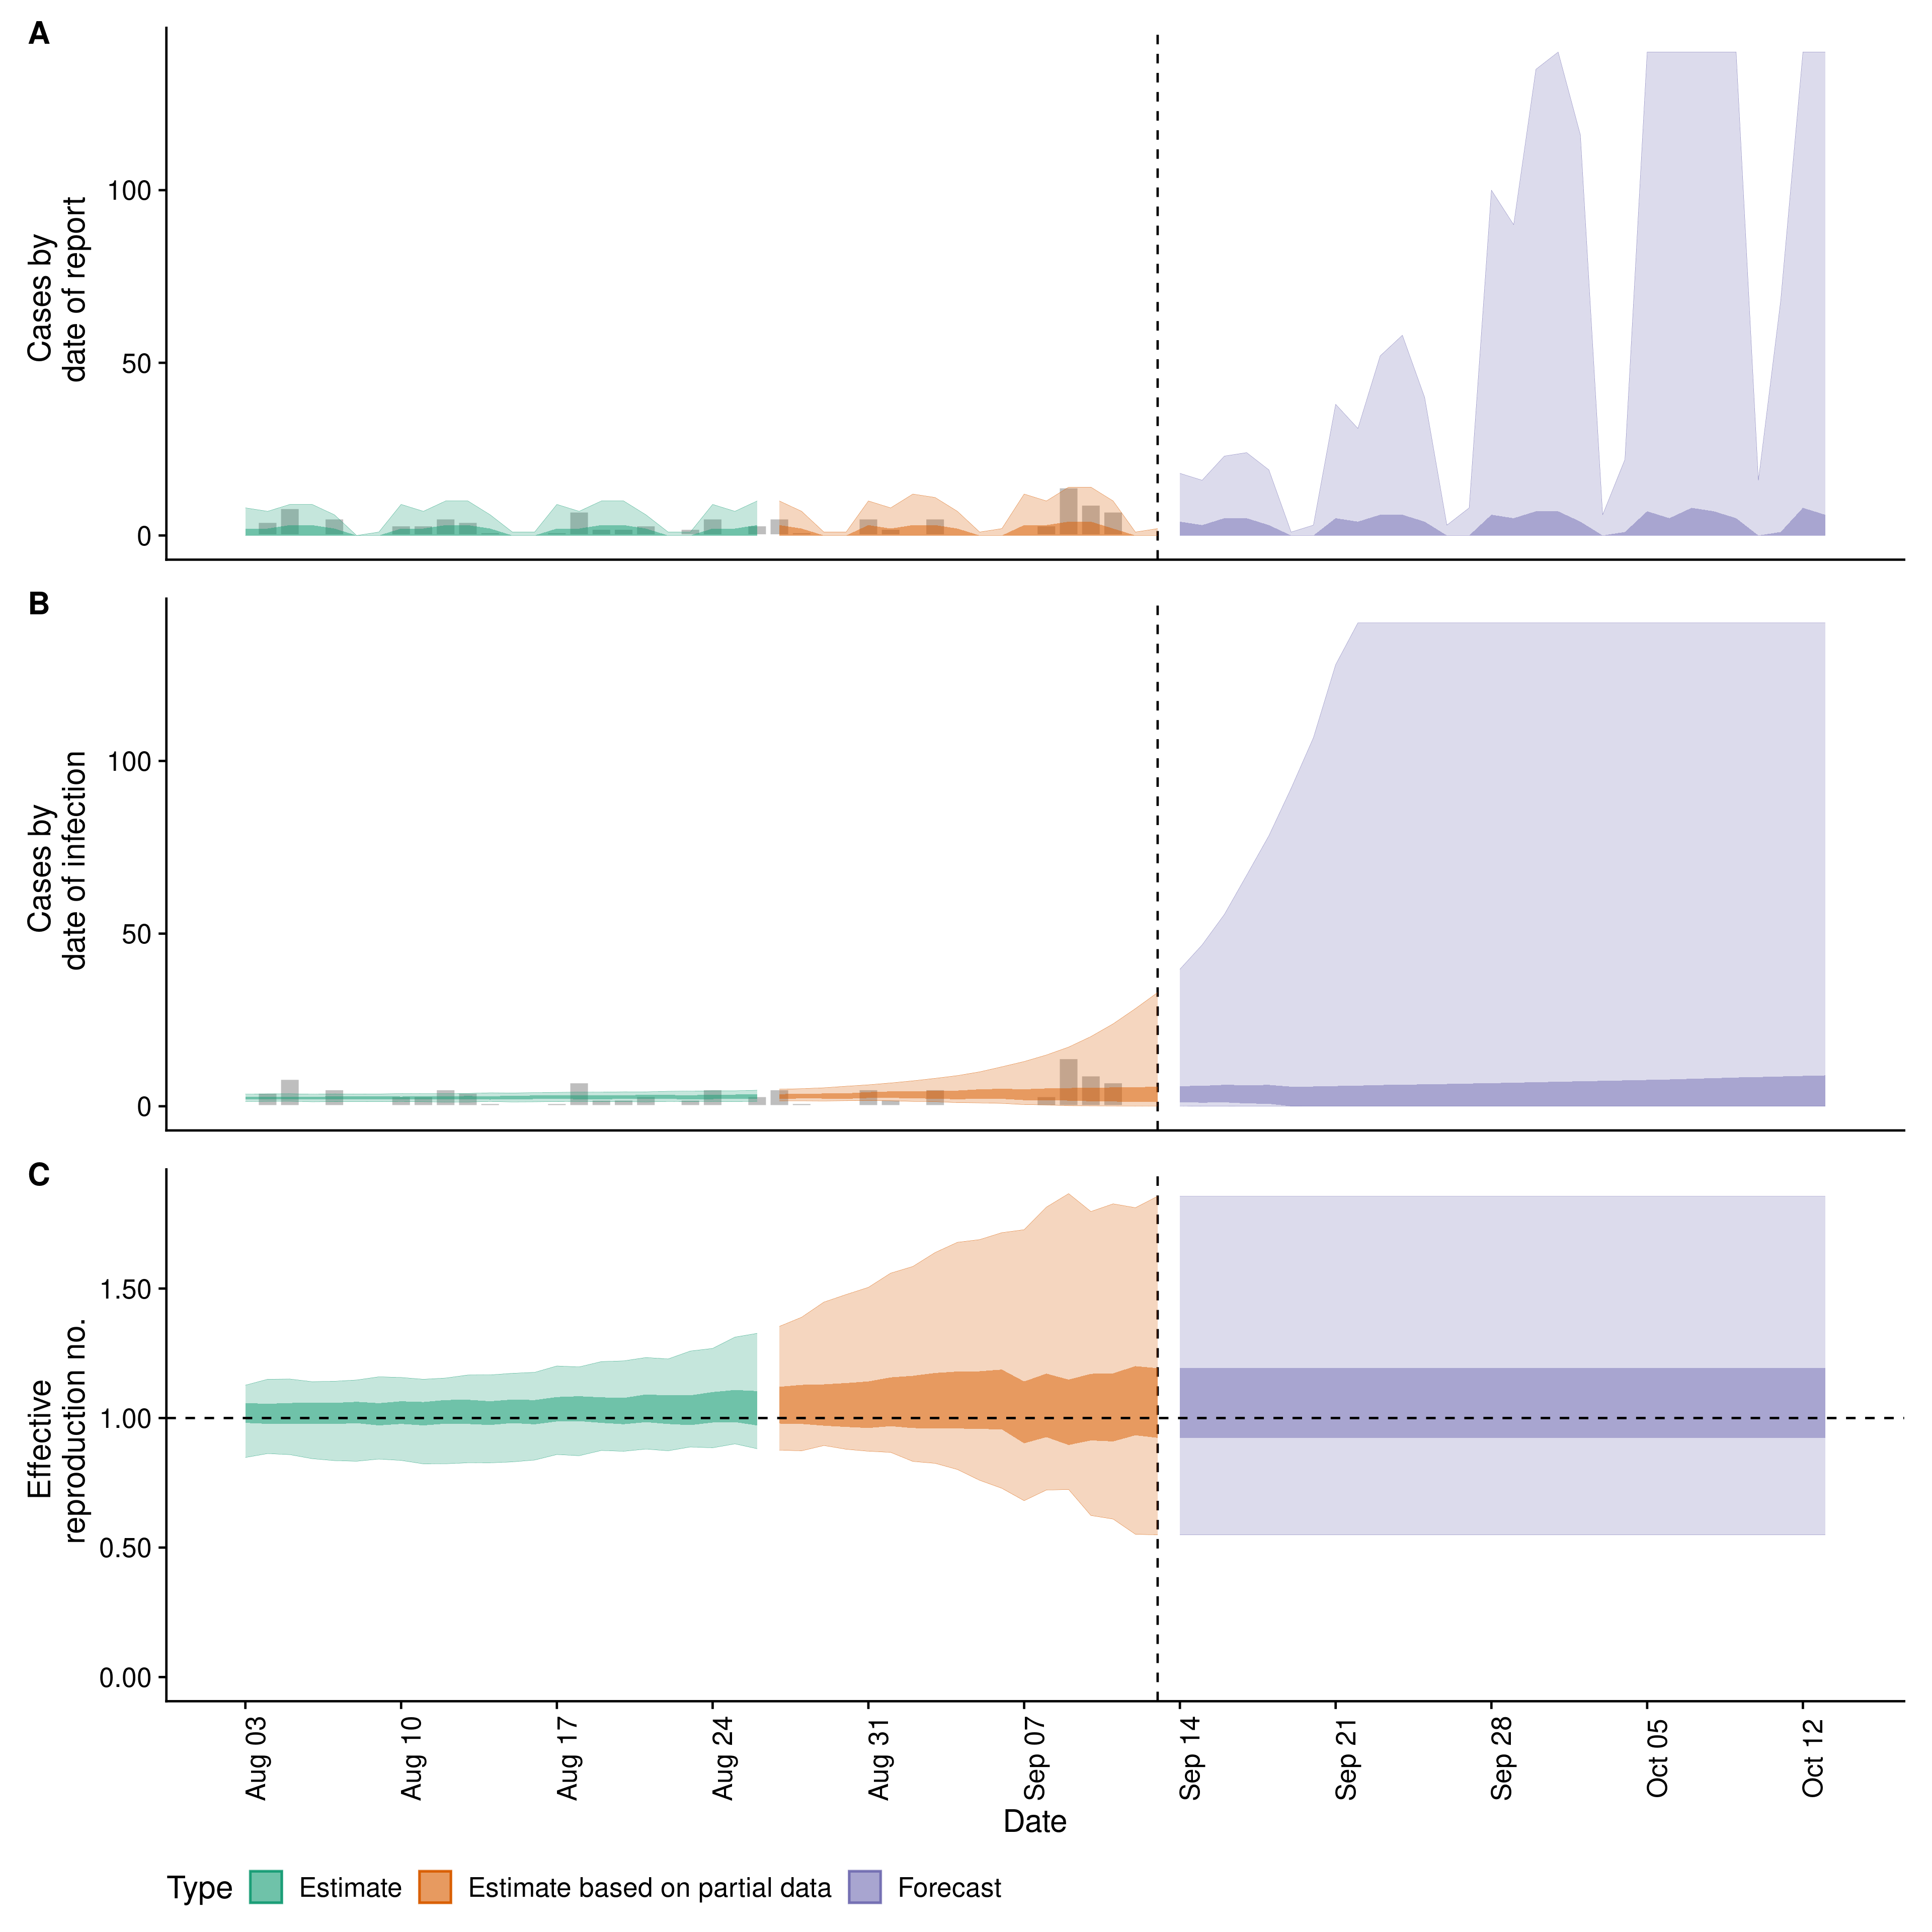 A
Cases by
date of report
100
50
0
B
Cases by
date of infection
100
50
0
C
Effective
reproduction no.
1.50
1.00
0.50
0.00
Aug 03
Aug 10
Aug 17
Aug 24
Aug 31
Sep 07
Sep 14
Sep 21
Sep 28
Oct 05
Oct 12
Date
Type Estimate Estimate based on partial data Forecast